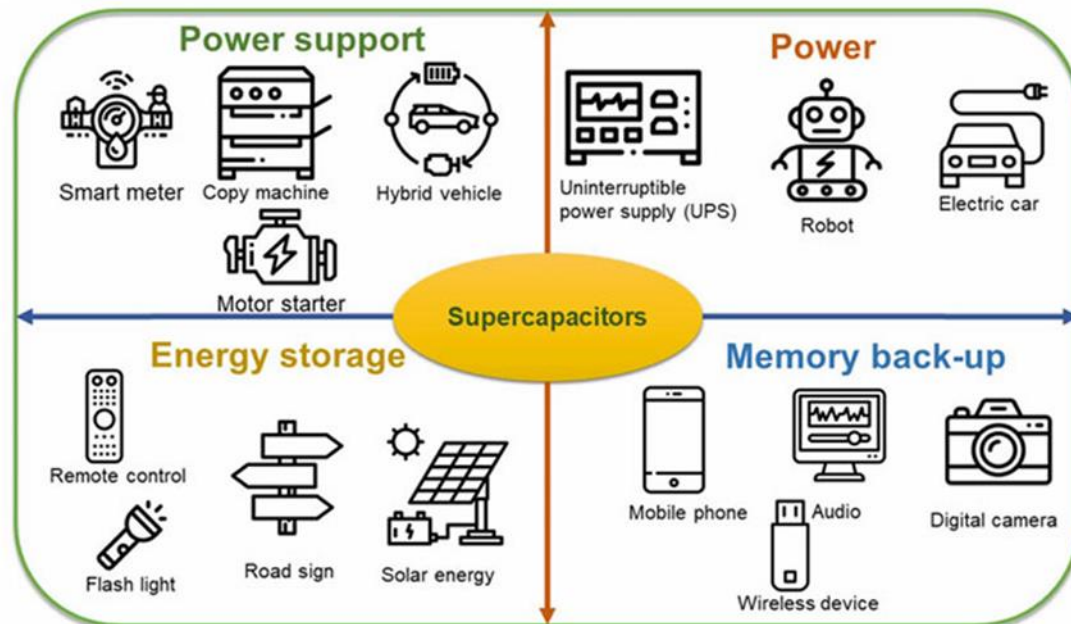 Power support
Smart meter
Copy machine
Hybrid vehicle
Motor starter
Power
Uninterruptible
power supply (UPS)
Robot
Electric car
Supercapacitors
Energy storage
Remote control
Flash light
Road sign
Solar energy
Memory back-up
Mobile phone
Audio
Digital camera
Wireless device